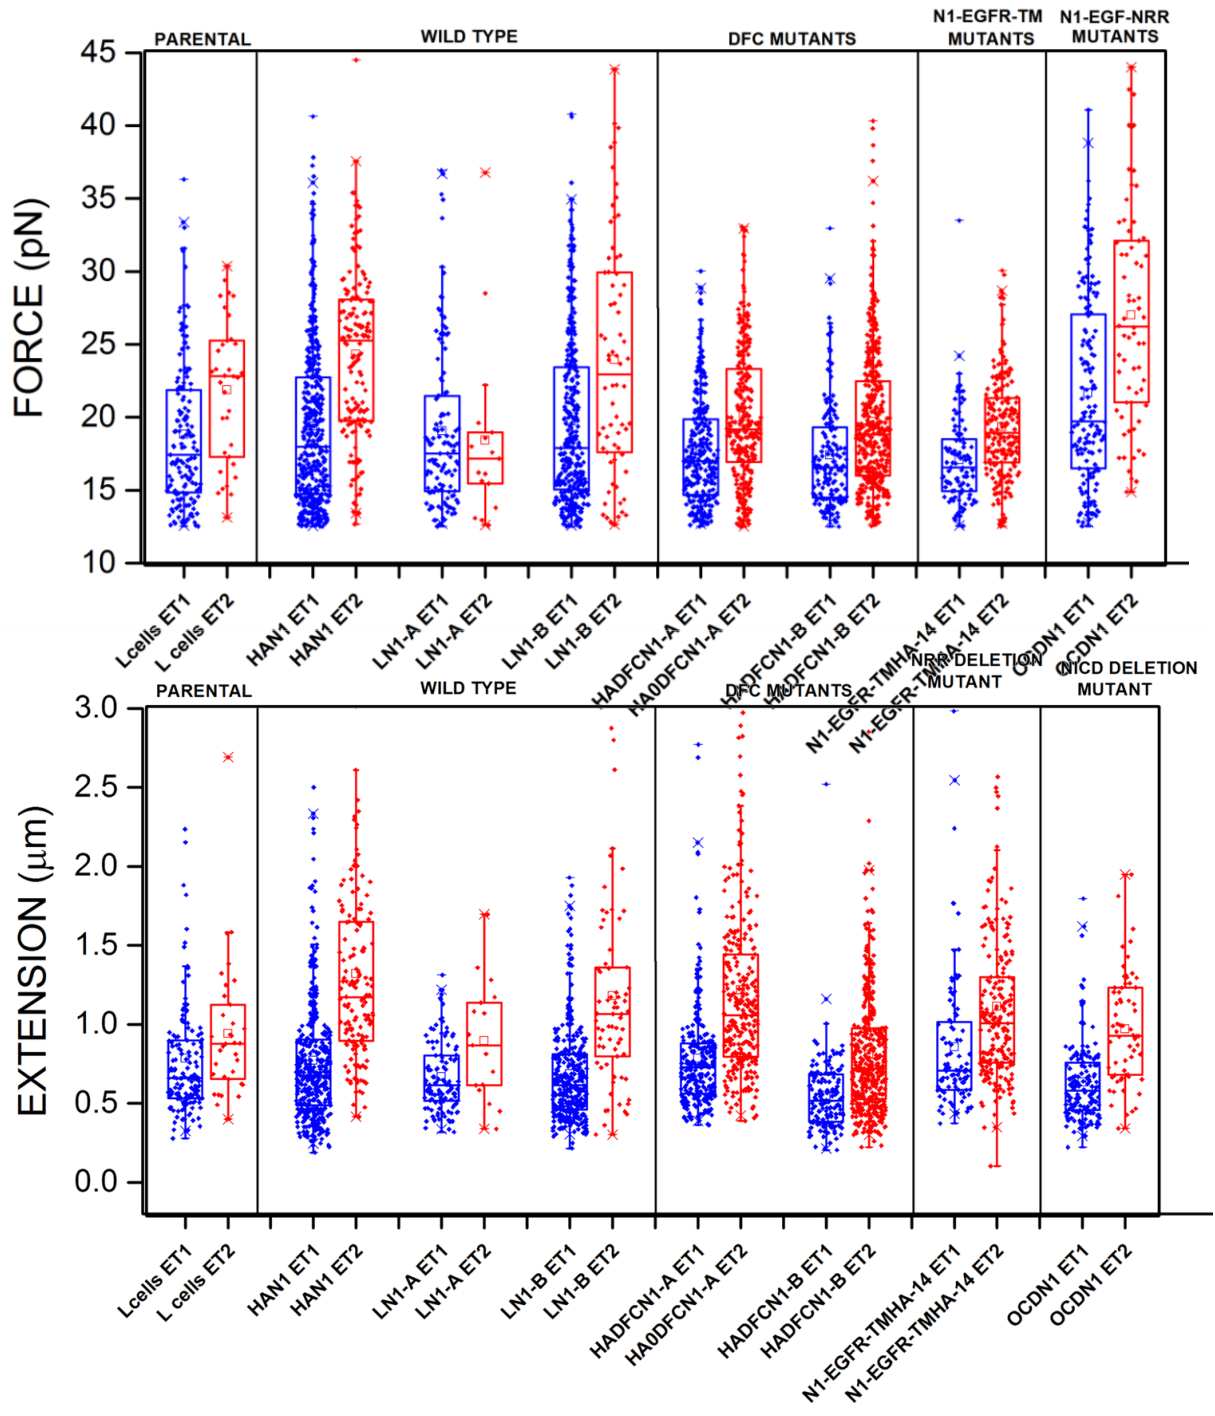 N1-EGFR-TM N1-EGF-NRR
PARENTAL WILD TYPE DFC MUTANTS MUTANTS MUTANTS
45
40
35
30
25
20
15
10
FORCE (pN)
Lcells ET1
L cells ET2
HAN1 ET1
HAN1 ET2
LN1-A ET1
LN1-A ET2
LN1-B ET1
LN1-B ET2
HADFCN1-A ET1
HA0DFCN1-A ET2
HADFCN1-B ET1
HADFCN1-B ET2
N1-EGFR-TMHA-14 ET1
N1-EGFR-TMHA-14 ET2
OCDN1 ET1
OCDN1 ET2
NRR DELETION NICD DELETION
PARENTAL WILD TYPE DFC MUTANTS MUTANT MUTANT
3.0
2.5
2.0
1.5
1.0
0.5
0.0
EXTENSION (μm)
Lcells ET1
L cells ET2
HAN1 ET1
HAN1 ET2
LN1-A ET1
LN1-A ET2
LN1-B ET1
LN1-B ET2
HADFCN1-A ET1
HA0DFCN1-A ET2
HADFCN1-B ET1
HADFCN1-B ET2
N1-EGFR-TMHA-14 ET1
N1-EGFR-TMHA-14 ET2
OCDN1 ET1
OCDN1 ET2